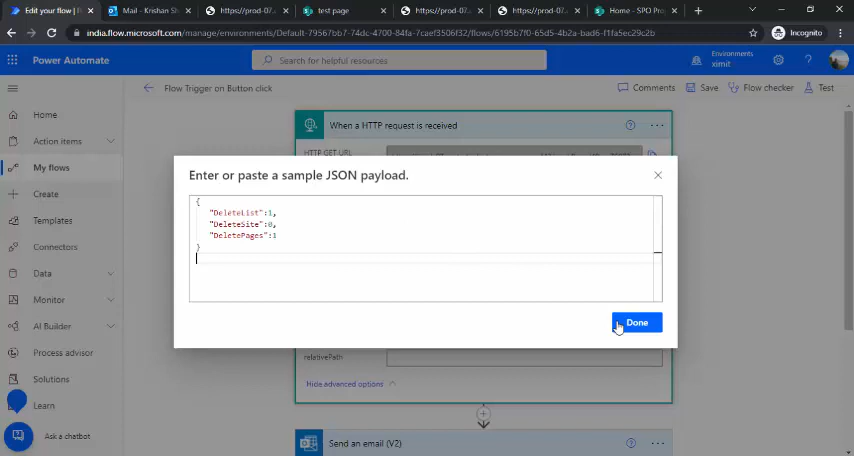 Edit your flow | P
Mail - Krishan Sh
https://prod-07.
test page
https://prod-07.
https://prod-07.
Home - SPO Pro
india.flow.microsoft.com/manage/environments/Default-79567bb7-74dc-4700-84fa-7caef3506f32/flows/6195b7f0-65d5-4b2a-bad6-f1fa5ec29c2b
Incognito
Power Automate
Search for helpful resources
Environments
ximit
Flow Trigger on Button click
Comments
Save
Flow checker
Test
Home
Action items
My flows
Create
Templates
Connectors
Data
Monitor
AI Builder
Process advisor
Solutions
Learn
Ask a chatbot
When a HTTP request is received
HTTP GET URL
Enter or paste a sample JSON payload.
{
"DeleteList":1,
"DeleteSite":0,
"DeletePages":1
}
Done
relativePath
Hide advanced options
Send an email (V2)